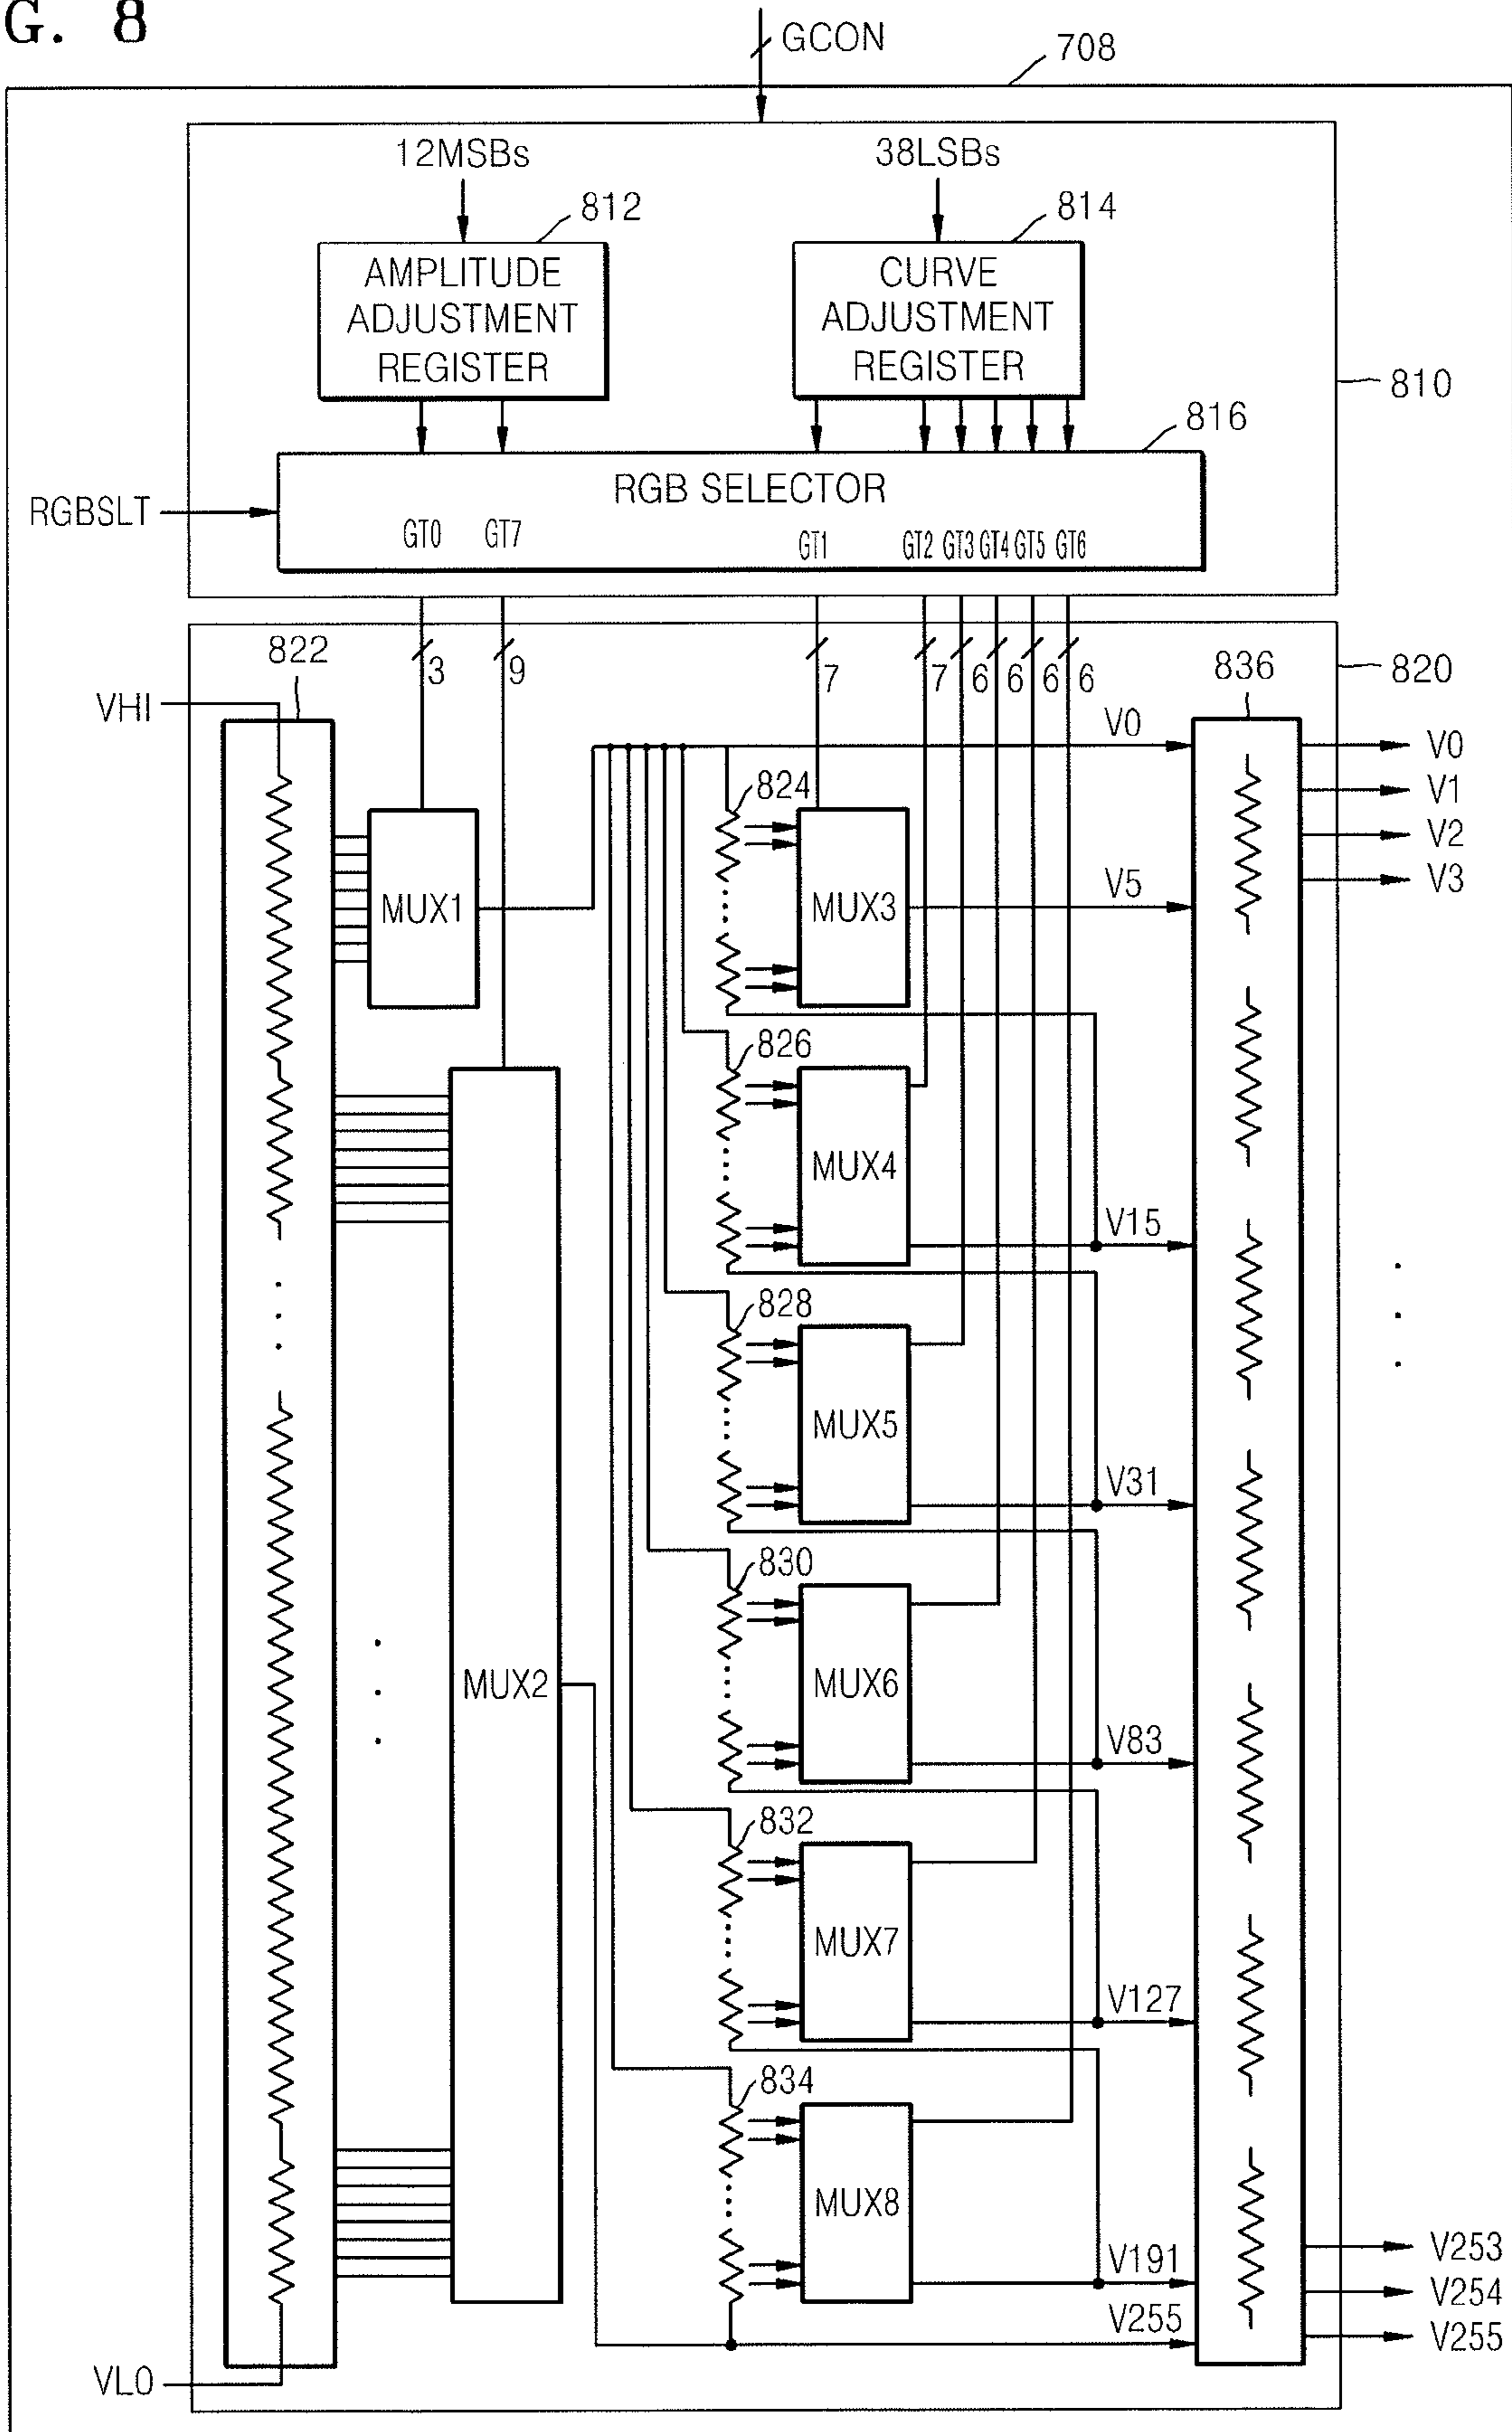 G. 8
GCON
708
12MSBs
38LSBs
812
814
AMPLITUDE
ADJUSTMENT
REGISTER
CURVE
ADJUSTMENT
REGISTER
810
816
RGB SELECTOR
RGBSLT
GT0 GT7 GT1 GT2 GT3 GT4 GT5 GT6
822
3 9 7 7 6 6 6 6
836
820
VHI
V0
V0
V1
V2
V3
824
MUX1
MUX3
V5
826
MUX4
V15
828
MUX5
V31
830
MUX6
MUX2
V83
832
MUX7
V127
834
MUX8
V191
V255
V253
V254
V255
VLO